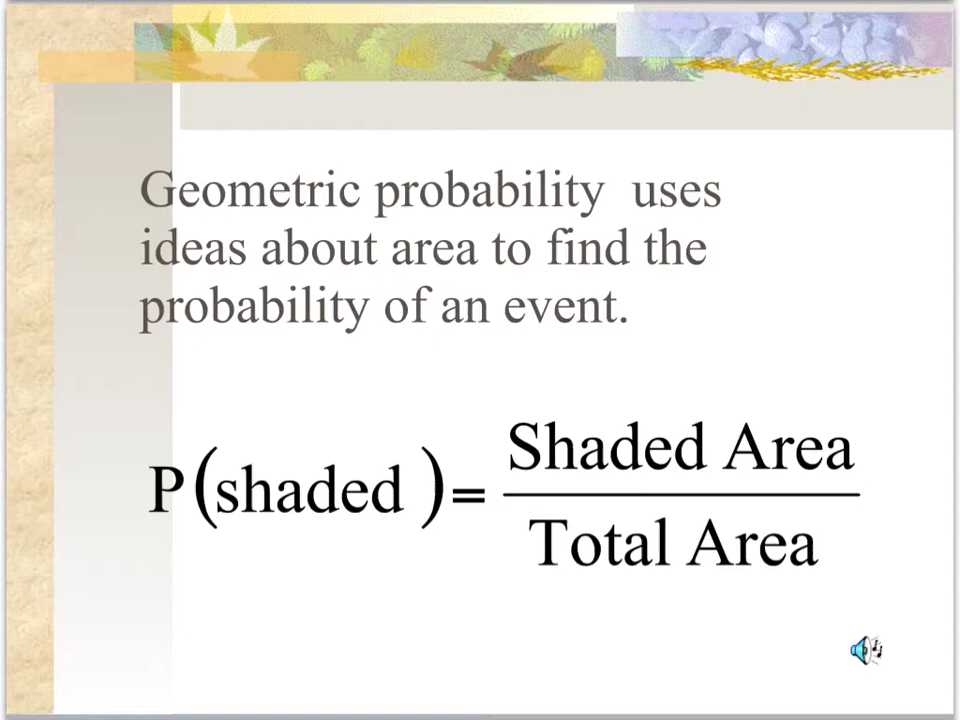 Geometric probability uses
ideas about area to find the
probability of an event.
P(shaded) = Shaded Area / Total Area